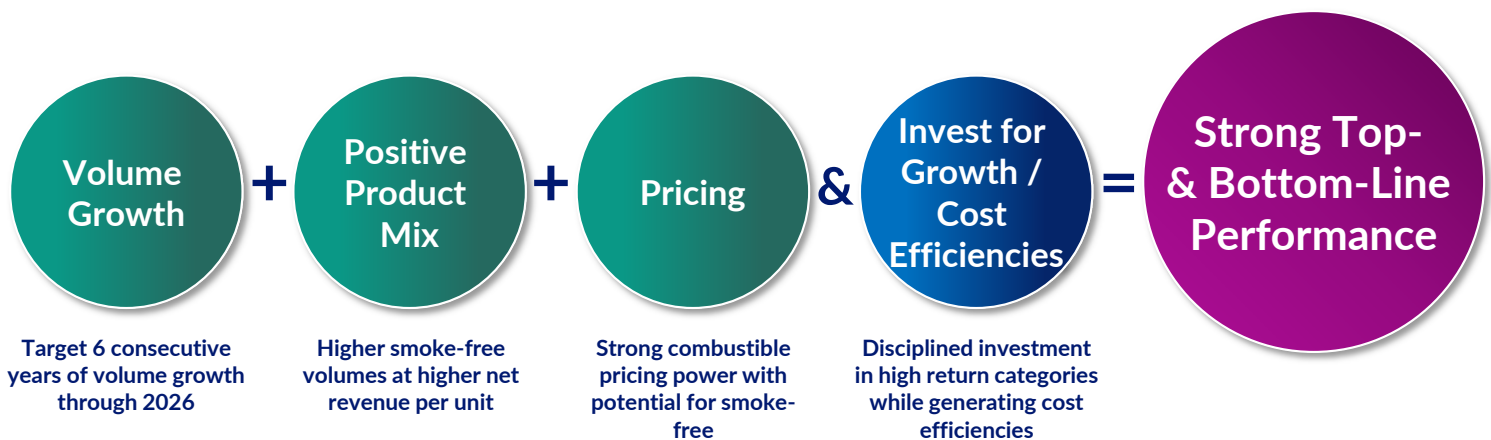 Volume
Growth
+
Positive
Product
Mix
+
Pricing
&
Invest for
Growth /
Cost
Efficiencies
=
Strong Top-
& Bottom-Line
Performance
Target 6 consecutive
years of volume growth
through 2026
Higher smoke-free
volumes at higher net
revenue per unit
Strong combustible
pricing power with
potential for smoke-
free
Disciplined investment
in high return categories
while generating cost
efficiencies